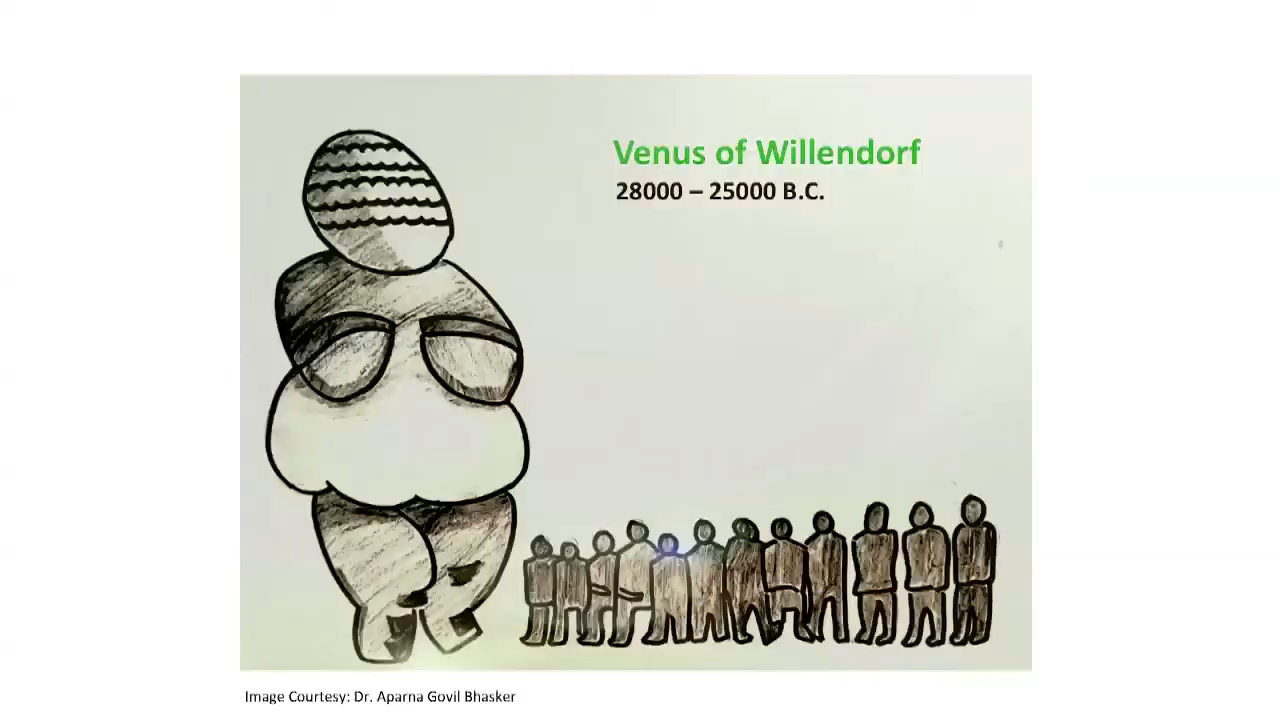 Venus of Willendorf
28000 – 25000 B.C.
Image Courtesy: Dr. Aparna Govil Bhasker